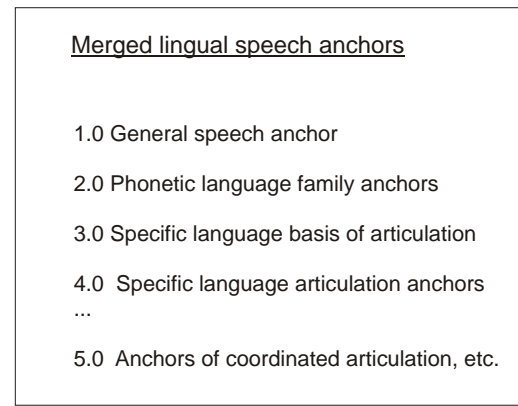 Merged lingual speech anchors
1.0 General speech anchor
2.0 Phonetic language family anchors
3.0 Specific language basis of articulation
4.0 Specific language articulation anchors
...
5.0 Anchors of coordinated articulation, etc.